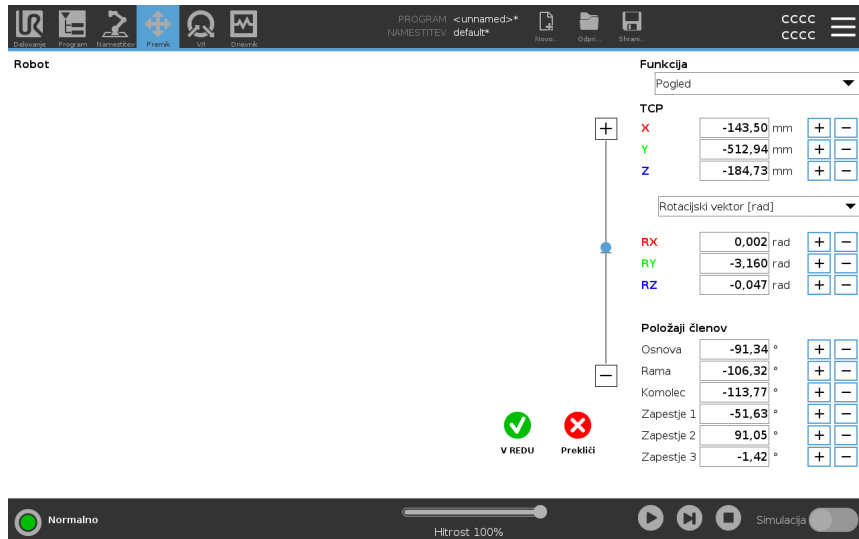 PROGRAM <unnamed>*
NAMESTITEV default*
CCCC
CCCC
Delovanje Program Namestitev Premik V/I Dnevnik Novo... Odpri... Shrani...
Robot
Funkcija
Pogled
TCP
X -143,50 mm
Y -512,94 mm
Z -184,73 mm
Rotacijski vektor [rad]
RX 0,002 rad
RY -3,160 rad
RZ -0,047 rad
Položaji členov
Osnova -91,34 °
Rama -106,32 °
Komolec -113,77 °
Zapestje 1 -51,63 °
Zapestje 2 91,05 °
Zapestje 3 -1,42 °
V REDU Prekliči
Normalno
Hitrost 100%
Simulacija